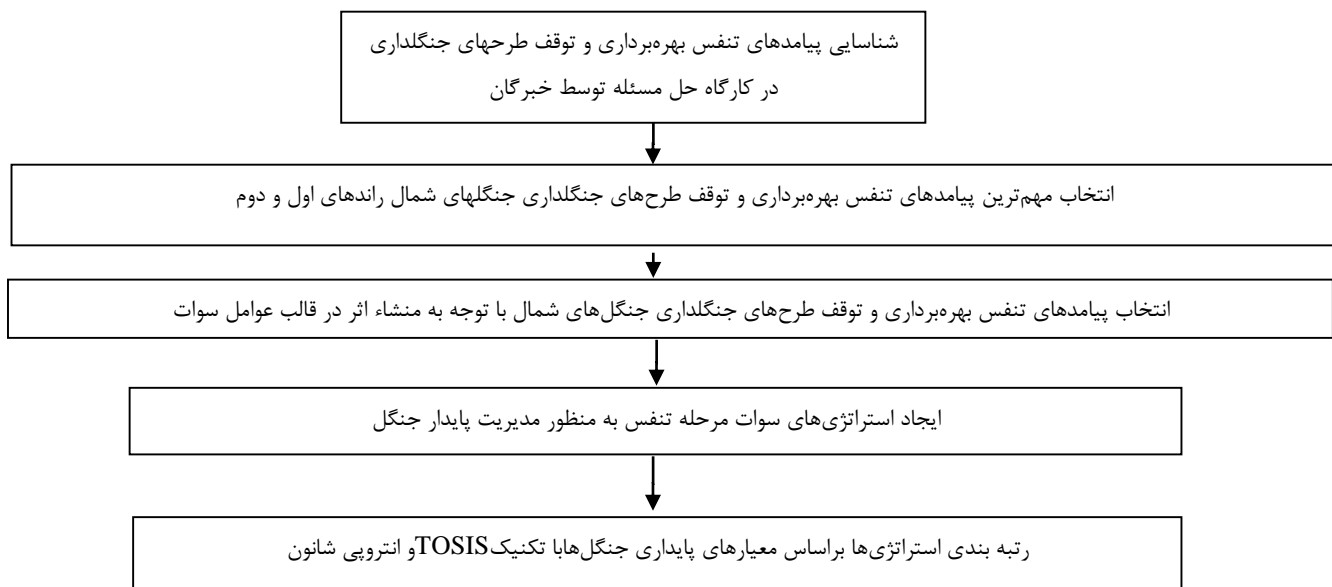 شناسایی پیامدهای تنفس بهره‌برداری و توقف طرحهای جنگلداری
در کارگاه حل مسئله توسط خبرگان
انتخاب مهم‌ترین پیامدهای تنفس بهره‌برداری و توقف طرح‌های جنگلداری جنگلهای شمال راندهای اول و دوم
انتخاب پیامدهای تنفس بهره‌برداری و توقف طرح‌های جنگلداری جنگل‌های شمال با توجه به منشاء اثر در قالب عوامل سوات
ایجاد استراتژی‌های سوات مرحله تنفس به منظور مدیریت پایدار جنگل
رتبه بندی استراتژی‌ها براساس معیارهای پایداری جنگل‌هابا تکنیکTOSISو انتروپی شانون